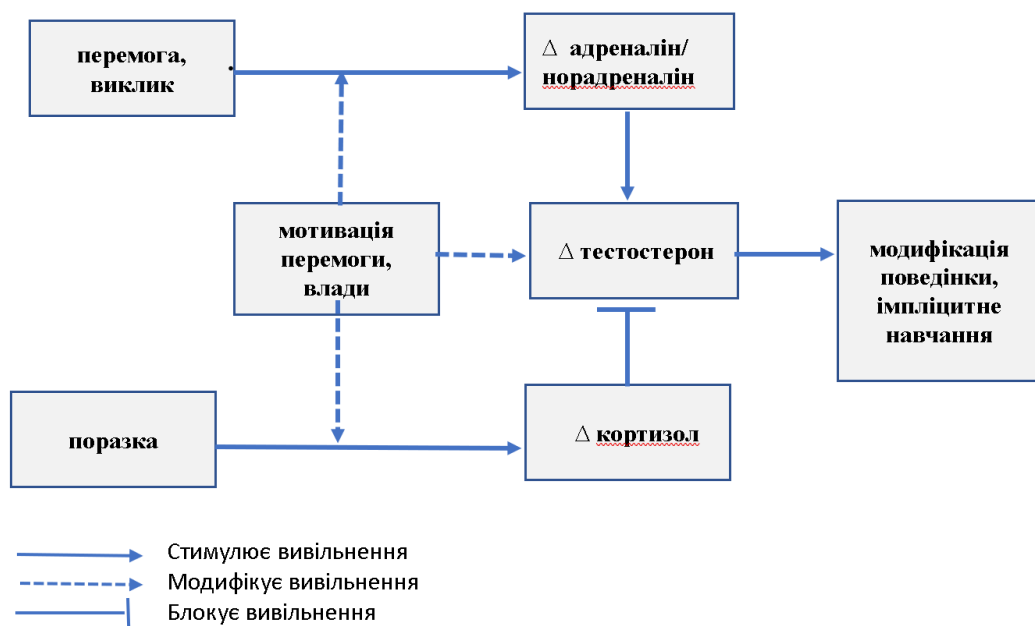 перемога,
виклик
Δ адреналін/
норадреналін
мотивація
перемоги,
влади
Δ тестостерон
модифікація
поведінки,
імпліцитне
навчання
поразка
Δ кортизол
Стимулює вивільнення
Модифікує вивільнення
Блокує вивільнення